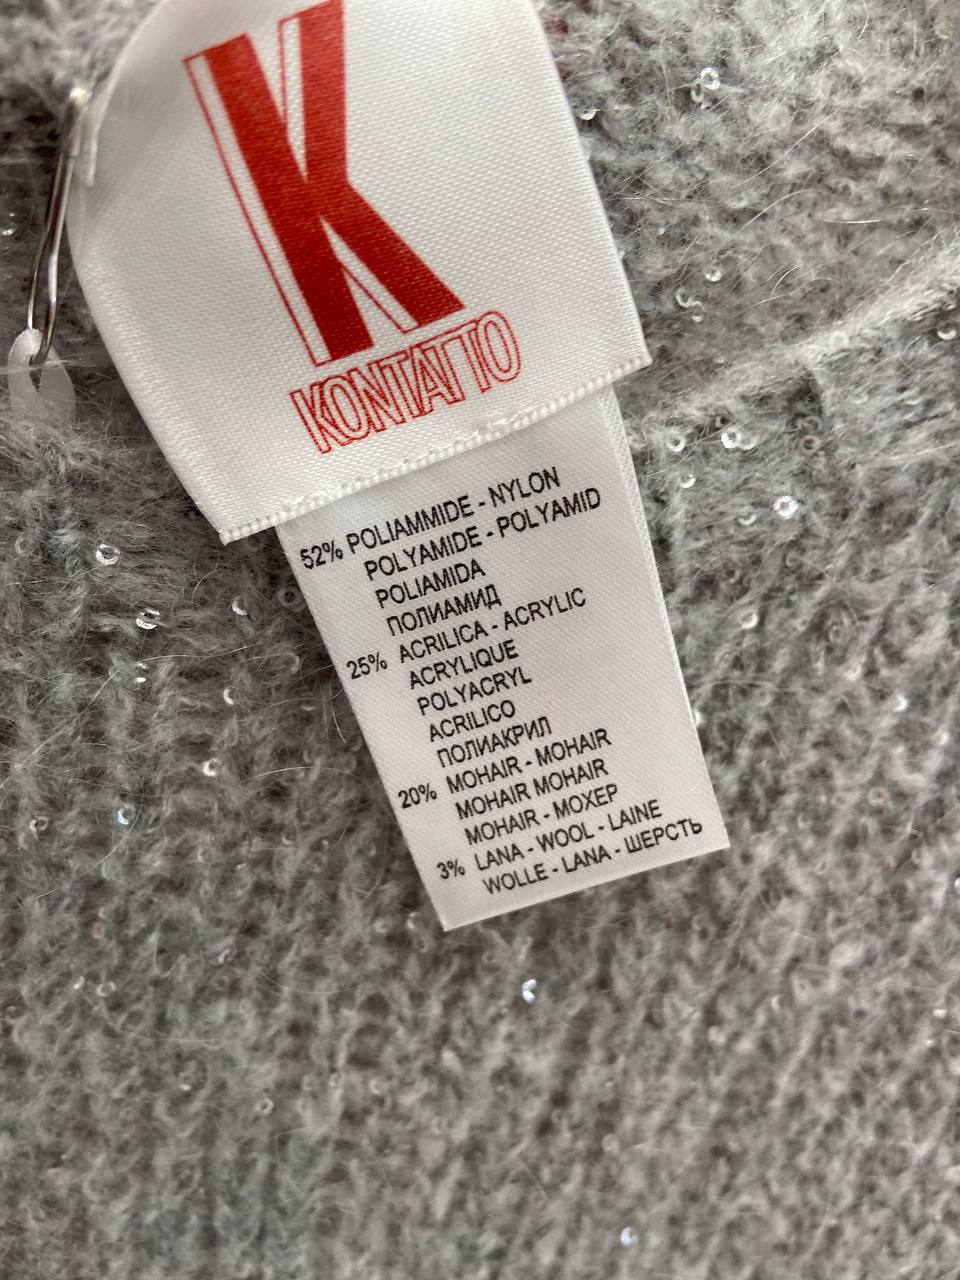 K
KONTATTO
52% POLIAMMIDE - NYLON
POLYAMIDE - POLYAMID
POLIAMIDA
ПОЛИАМИД
25% ACRILICA - ACRYLIC
ACRYLIQUE
POLYACRYL
ACRILICO
ПОЛИАКРИЛ
20% MOHAIR - MOHAIR
MOHAIR MOHAIR
MOHAIR - МОХЕР
3% LANA - WOOL - LAINE
WOLLE - LANA - ШЕРСТЬ